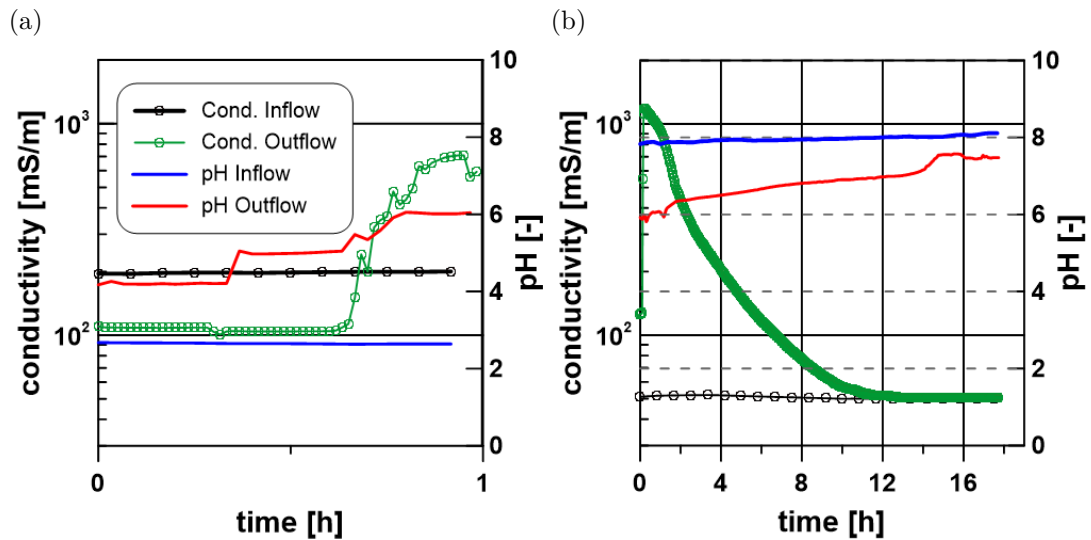 (a)
(b)
Cond. Inflow
Cond. Outflow
pH Inflow
pH Outflow
conductivity [mS/m]
10³
10²
10
8
6
4
2
0
pH [-]
0
1
time [h]
conductivity [mS/m]
10³
10²
10
8
6
4
2
0
pH [-]
0
4
8
12
16
time [h]